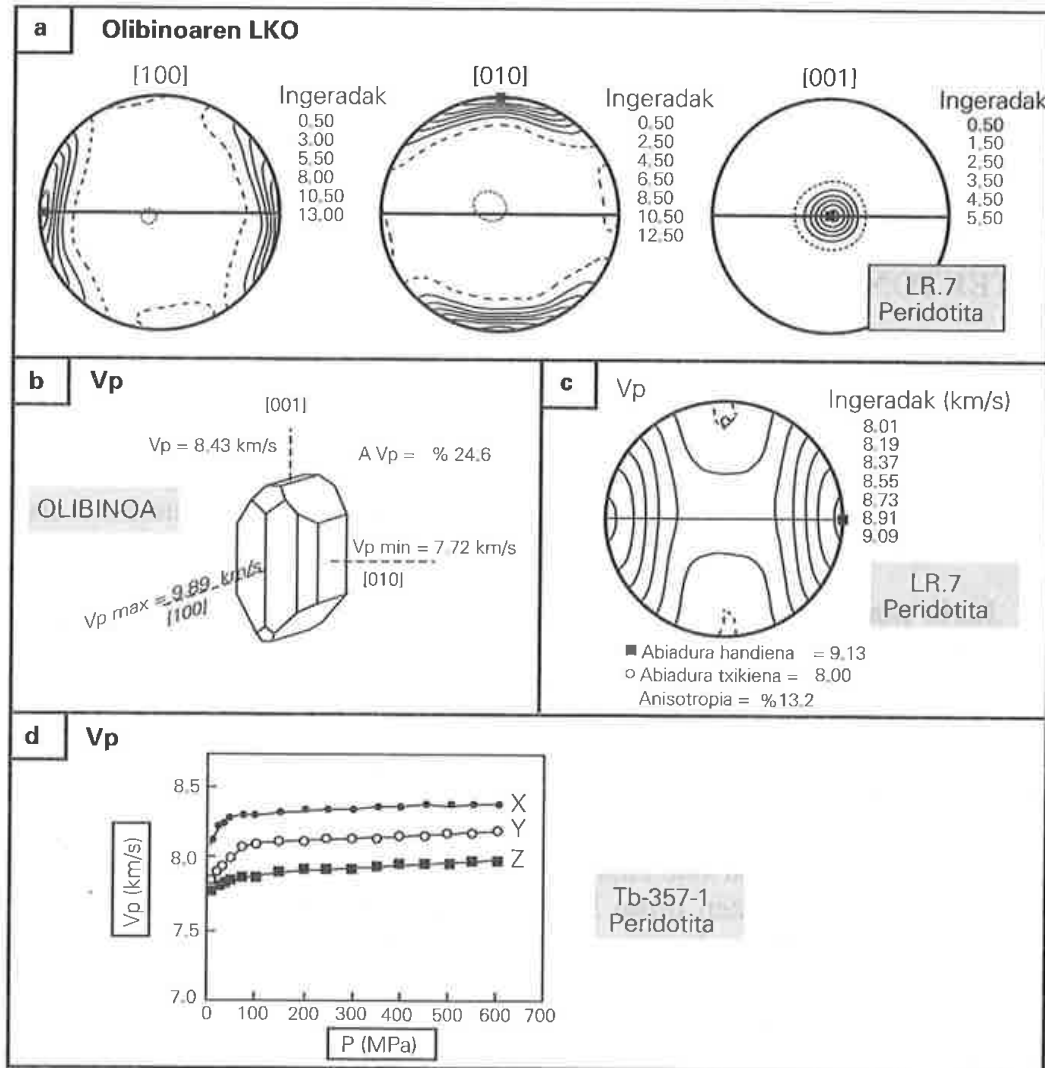 a
Olibinoaren LKO
[100]
Ingeradak
0,50
3,00
5,50
8,00
10,50
13,00
[010]
Ingeradak
0,50
2,50
4,50
6,50
8,50
10,50
12,50
[001]
Ingeradak
0,50
1,50
2,50
3,50
4,50
5,50
LR.7
Peridotita
b
Vp
[001]
Vp = 8,43 km/s
A Vp = % 24.6
OLIBINOA
Vp min = 7,72 km/s
[010]
Vp max = 9,89 km/s
[100]
c
Vp
Ingeradak (km/s)
8,01
8,19
8,37
8,55
8,73
8,91
9,09
LR.7
Peridotita
Abiadura handiena = 9,13
Abiadura txikiena = 8,00
Anisotropia = %13.2
d
Vp
Vp (km/s)
8,5
8,0
7,5
7,0
X
Y
Z
0 100 200 300 400 500 600 700
P (MPa)
Tb-357-1
Peridotita